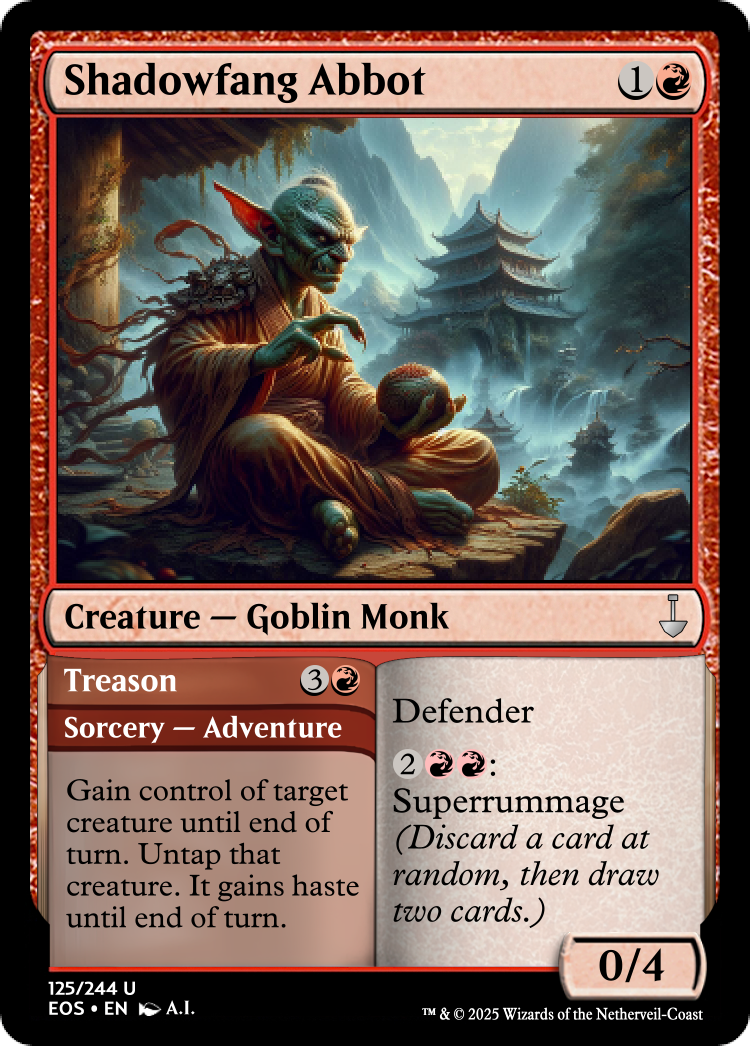 Shadowfang Abbot 1
Creature — Goblin Monk
Treason 3
Sorcery — Adventure
Gain control of target
creature until end of
turn. Untap that
creature. It gains haste
until end of turn.
Defender
2 :
Superrummage
(Discard a card at
random, then draw
two cards.)
0/4
125/244 U
EOS • EN A.I.
™ & © 2025 Wizards of the Netherveil-Coast